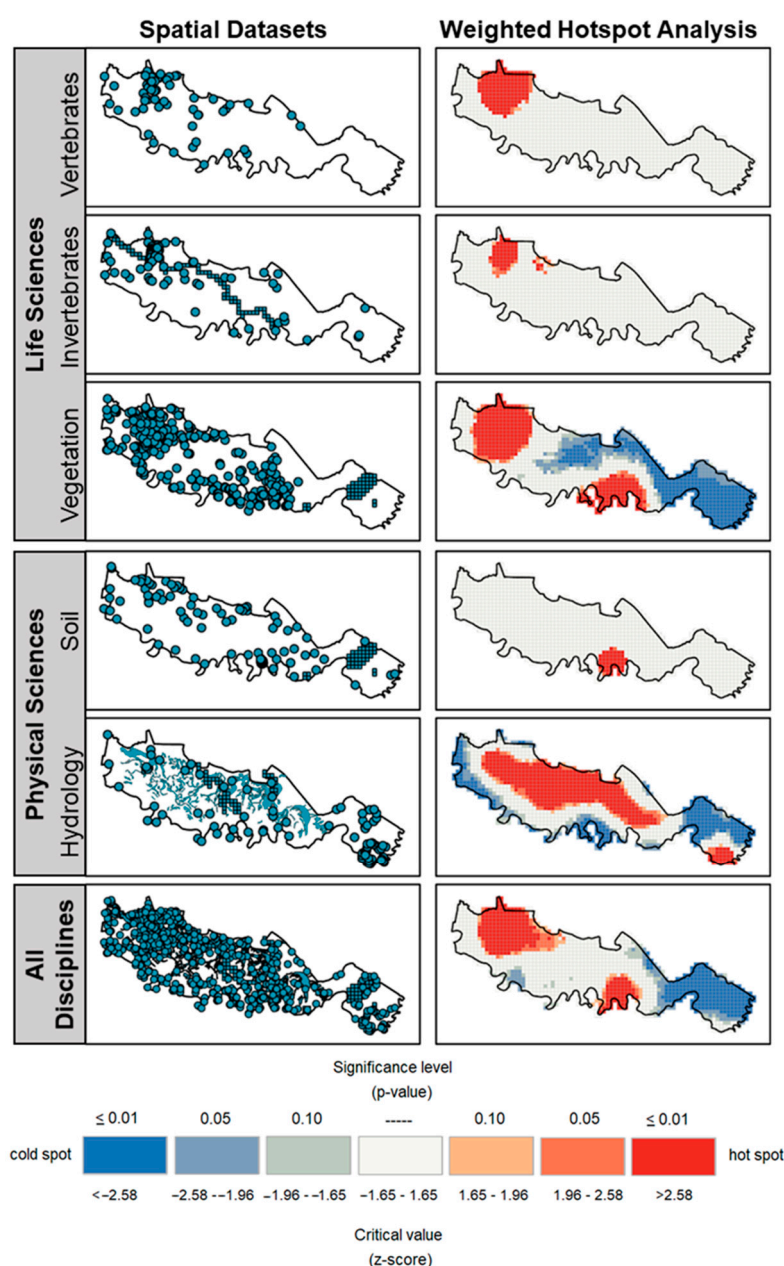 Spatial Datasets
Weighted Hotspot Analysis
Life Sciences
Vertebrates
Invertebrates
Vegetation
Physical Sciences
Soil
Hydrology
All
Disciplines
Significance level
(p-value)
≤ 0.01 0.05 0.10 ----- 0.10 0.05 ≤ 0.01
cold spot hot spot
<−2.58 −2.58 -−1.96 −1.96 -−1.65 −1.65 - 1.65 1.65 - 1.96 1.96 - 2.58 >2.58
Critical value
(z-score)